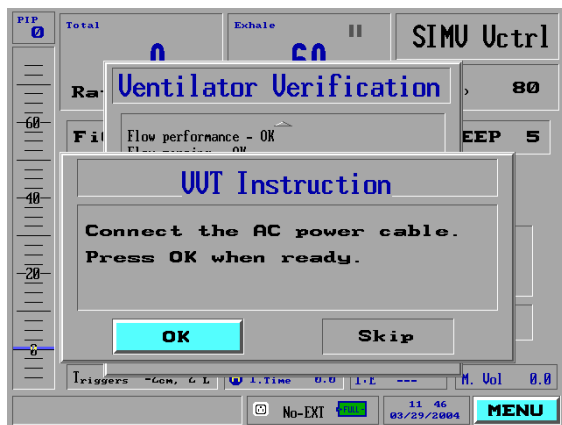 PIP
0
Total
Exhale
SIMV Vctrl
0
60
Ventilator Verification
80
60
Flow performance - OK
PEEP 5
VVT Instruction
40
Connect the AC power cable.
Press OK when ready.
20
OK
Skip
0
Triggers
I.Time 0.0
I:E ---
M. Vol 0.0
No-EXT
FULL
11 46
03/29/2004
MENU